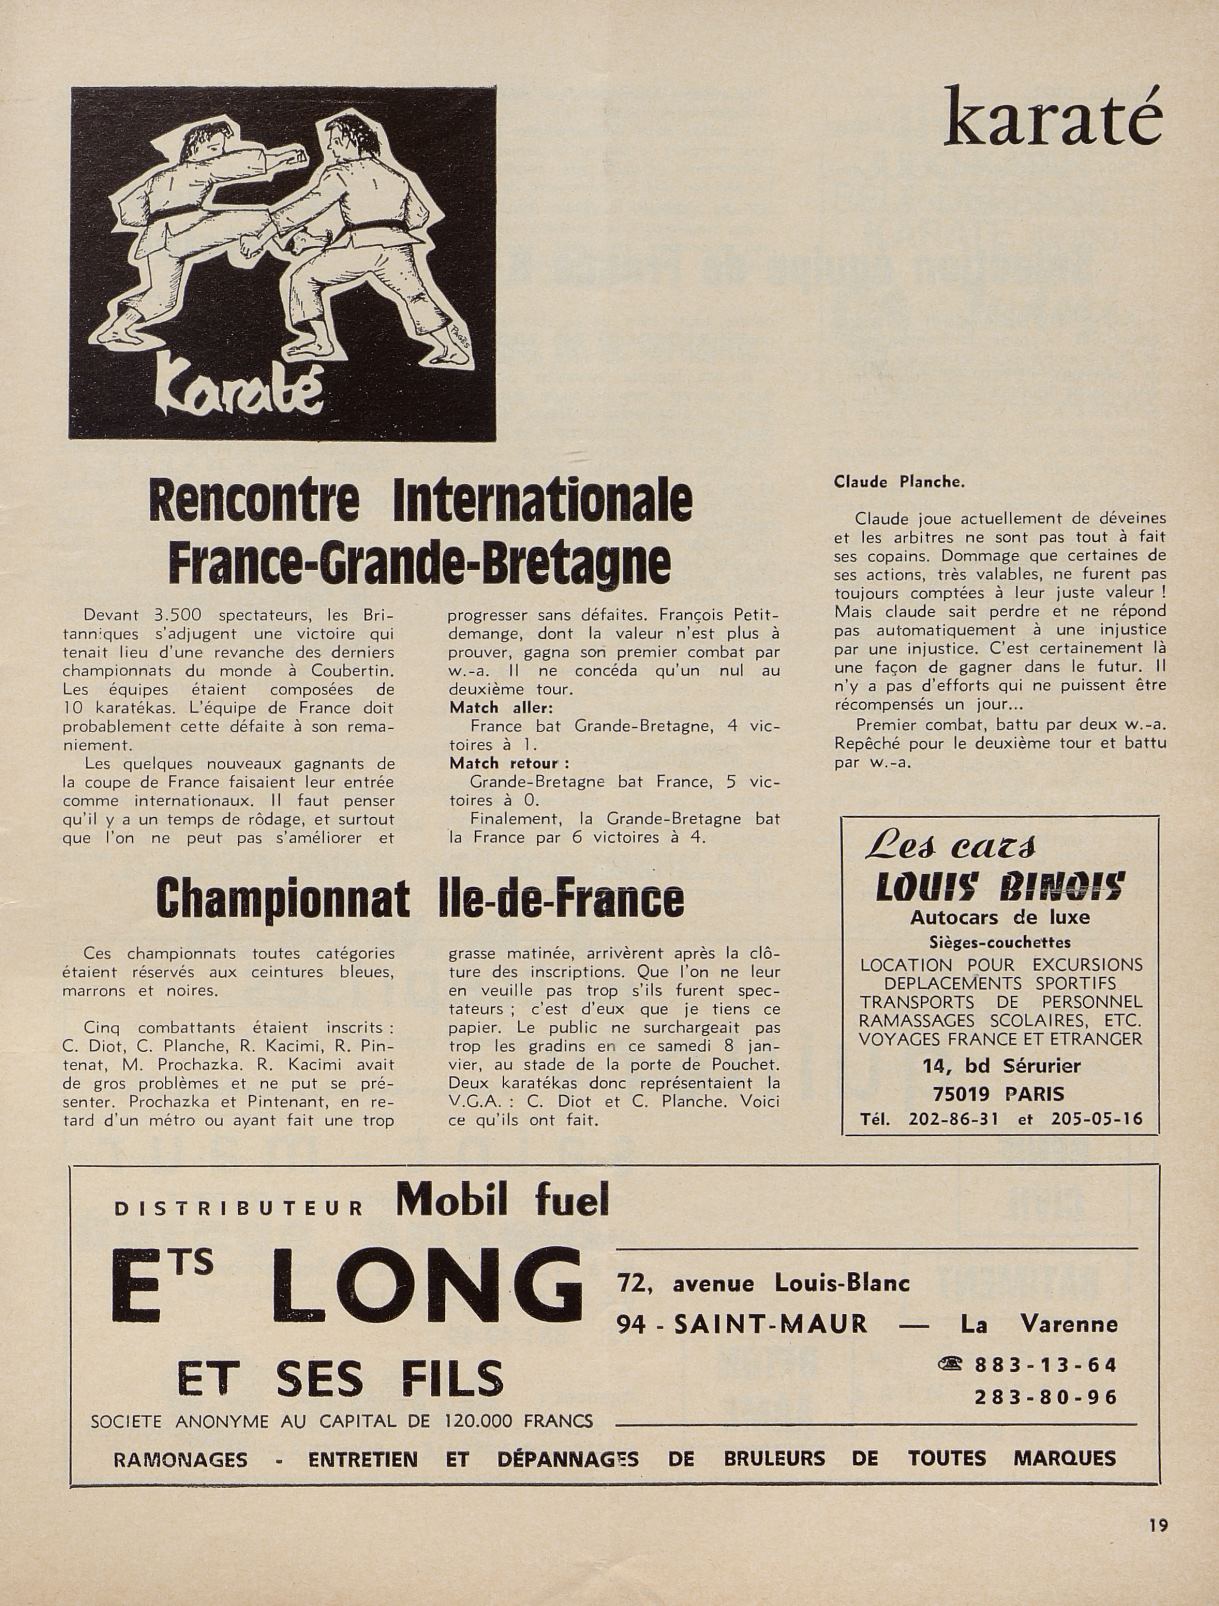 karaté
PAGES
Karaté
Rencontre Internationale
France-Grande-Bretagne
Devant 3.500 spectateurs, les Bri-
tanniques s'adjugent une victoire qui
tenait lieu d'une revanche des derniers
championnats du monde à Coubertin.
Les équipes étaient composées de
10 karatékas. L'équipe de France doit
probablement cette défaite à son rema-
niement.
Les quelques nouveaux gagnants de
la coupe de France faisaient leur entrée
comme internationaux. Il faut penser
qu'il y a un temps de rôdage, et surtout
que l'on ne peut pas s'améliorer et
progresser sans défaites. François Petit-
demange, dont la valeur n'est plus à
prouver, gagna son premier combat par
w.-a. Il ne concéda qu'un nul au
deuxième tour.
Match aller:
France bat Grande-Bretagne, 4 vic-
toires à 1.
Match retour :
Grande-Bretagne bat France, 5 vic-
toires à 0.
Finalement, la Grande-Bretagne bat
la France par 6 victoires à 4.
Championnat Ile-de-France
Ces championnats toutes catégories
étaient réservés aux ceintures bleues,
marrons et noires.
Cinq combattants étaient inscrits :
C. Diot, C. Planche, R. Kacimi, R. Pin-
tenat, M. Prochazka. R. Kacimi avait
de gros problèmes et ne put se pré-
senter. Prochazka et Pintenant, en re-
tard d'un métro ou ayant fait une trop
grasse matinée, arrivèrent après la clô-
ture des inscriptions. Que l'on ne leur
en veuille pas trop s'ils furent spec-
tateurs ; c'est d'eux que je tiens ce
papier. Le public ne surchargeait pas
trop les gradins en ce samedi 8 jan-
vier, au stade de la porte de Pouchet.
Deux karatékas donc représentaient la
V.G.A. : C. Diot et C. Planche. Voici
ce qu'ils ont fait.
Claude Planche.
Claude joue actuellement de déveines
et les arbitres ne sont pas tout à fait
ses copains. Dommage que certaines de
ses actions, très valables, ne furent pas
toujours comptées à leur juste valeur !
Mais claude sait perdre et ne répond
pas automatiquement à une injustice
par une injustice. C'est certainement là
une façon de gagner dans le futur. Il
n'y a pas d'efforts qui ne puissent être
récompensés un jour...
Premier combat, battu par deux w.-a.
Repêché pour le deuxième tour et battu
par w.-a.
Les cars
LOUIS BINOIS
Autocars de luxe
Sièges-couchettes
LOCATION POUR EXCURSIONS
DEPLACEMENTS SPORTIFS
TRANSPORTS DE PERSONNEL
RAMASSAGES SCOLAIRES, ETC.
VOYAGES FRANCE ET ETRANGER
14, bd Sérurier
75019 PARIS
Tél. 202-86-31 et 205-05-16
DISTRIBUTEUR Mobil fuel
ETS LONG
ET SES FILS
SOCIETE ANONYME AU CAPITAL DE 120.000 FRANCS
72, avenue Louis-Blanc
94 - SAINT-MAUR — La Varenne
☎ 883-13-64
283-80-96
RAMONAGES - ENTRETIEN ET DÉPANNAGES DE BRULEURS DE TOUTES MARQUES
19